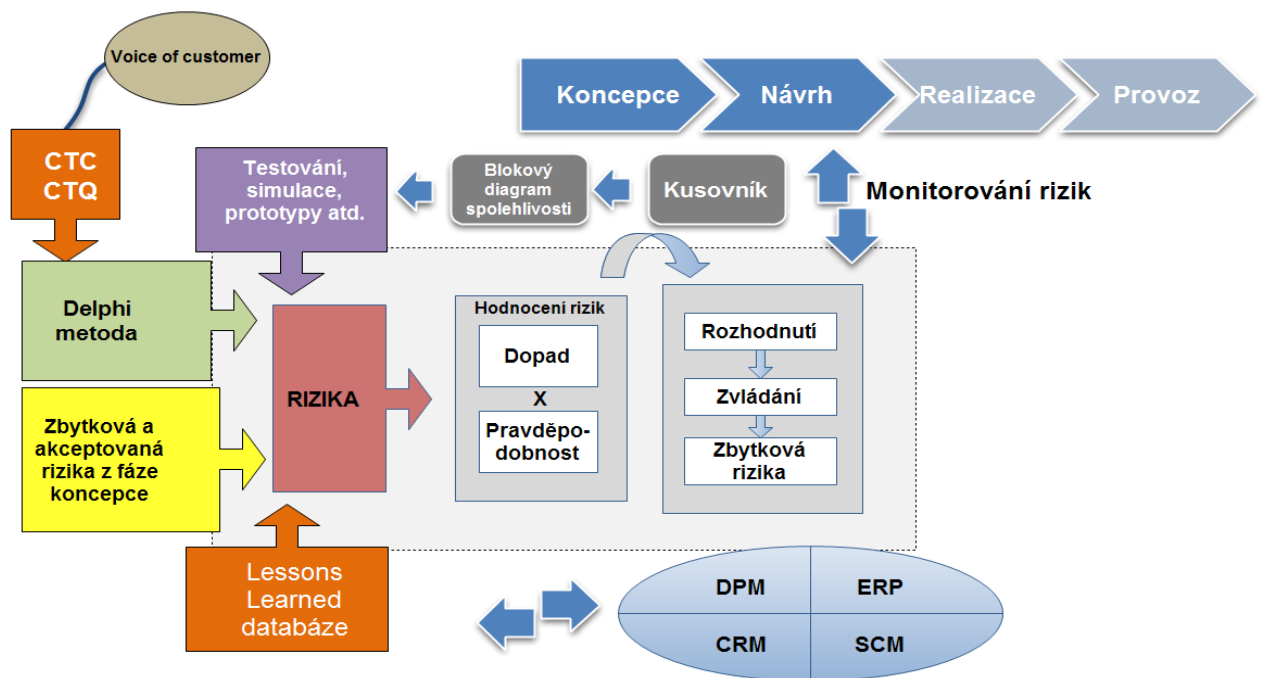 Voice of customer
Koncepce
Návrh
Realizace
Provoz
CTC
CTQ
Testování,
simulace,
prototypy atd.
Blokový
diagram
spolehlivosti
Kusovník
Monitorování rizik
Delphi
metoda
Zbytková a
akceptovaná
rizika z fáze
koncepce
RIZIKA
Hodnocení rizik
Dopad
X
Pravděpo-
dobnost
Rozhodnutí
Zvládání
Zbytková
rizika
Lessons
Learned
databáze
DPM
ERP
CRM
SCM